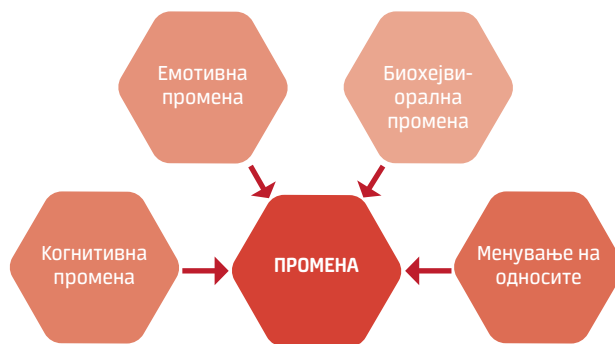 Емотивна
промена
Биохејви-
орална
промена
Когнитивна
промена
ПРОМЕНА
Менување на
односите